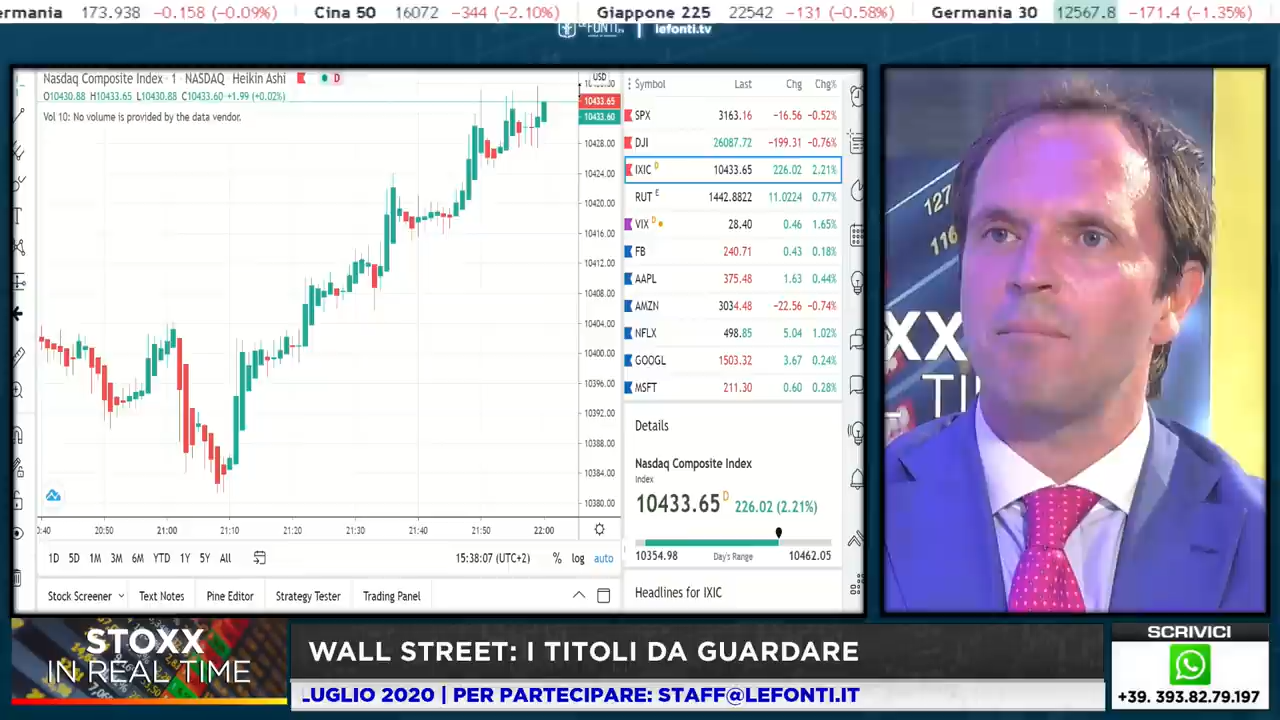 ermania 173.938 -0.158 (-0.09%) Cina 50 16072 -344 (-2.10%) Giappone 225 22542 -131 (-0.58%) Germania 30 12567.8 -171.4 (-1.35%)
LE FONTI.TV | lefonti.tv
Nasdaq Composite Index · 1 · NASDAQ Heikin Ashi D
O10430.88 H10433.65 L10430.88 C10433.60 +1.99 (+0.02%)
Vol 10: No volume is provided by the data vendor.
USD
10433.65
10433.60
10428.00
10424.00
10420.00
10416.00
10412.00
10408.00
10404.00
10400.00
10396.00
10392.00
10388.00
10384.00
10380.00
0:40 20:50 21:00 21:10 21:20 21:30 21:40 21:50 22:00
1D 5D 1M 3M 6M YTD 1Y 5Y All 15:38:07 (UTC+2) % log auto
Stock Screener Text Notes Pine Editor Strategy Tester Trading Panel
Symbol Last Chg Chg%
SPX 3163.16 -16.56 -0.52%
DJI 26087.72 -199.31 -0.76%
IXIC D 10433.65 226.02 2.21%
RUT E 1442.8822 11.0224 0.77%
VIX D 28.40 0.46 1.65%
FB 240.71 0.43 0.18%
AAPL 375.48 1.63 0.44%
AMZN 3034.48 -22.56 -0.74%
NFLX 498.85 5.04 1.02%
GOOGL 1503.32 3.67 0.24%
MSFT 211.30 0.60 0.28%
Details
Nasdaq Composite Index
Index
10433.65 D 226.02 (2.21%)
10354.98 Day's Range 10462.05
Headlines for IXIC
127
116
XX
TI
STOXX
IN REAL TIME
WALL STREET: I TITOLI DA GUARDARE
LUGLIO 2020 | PER PARTECIPARE: STAFF@LEFONTI.IT
SCRIVICI
+39. 393.82.79.197